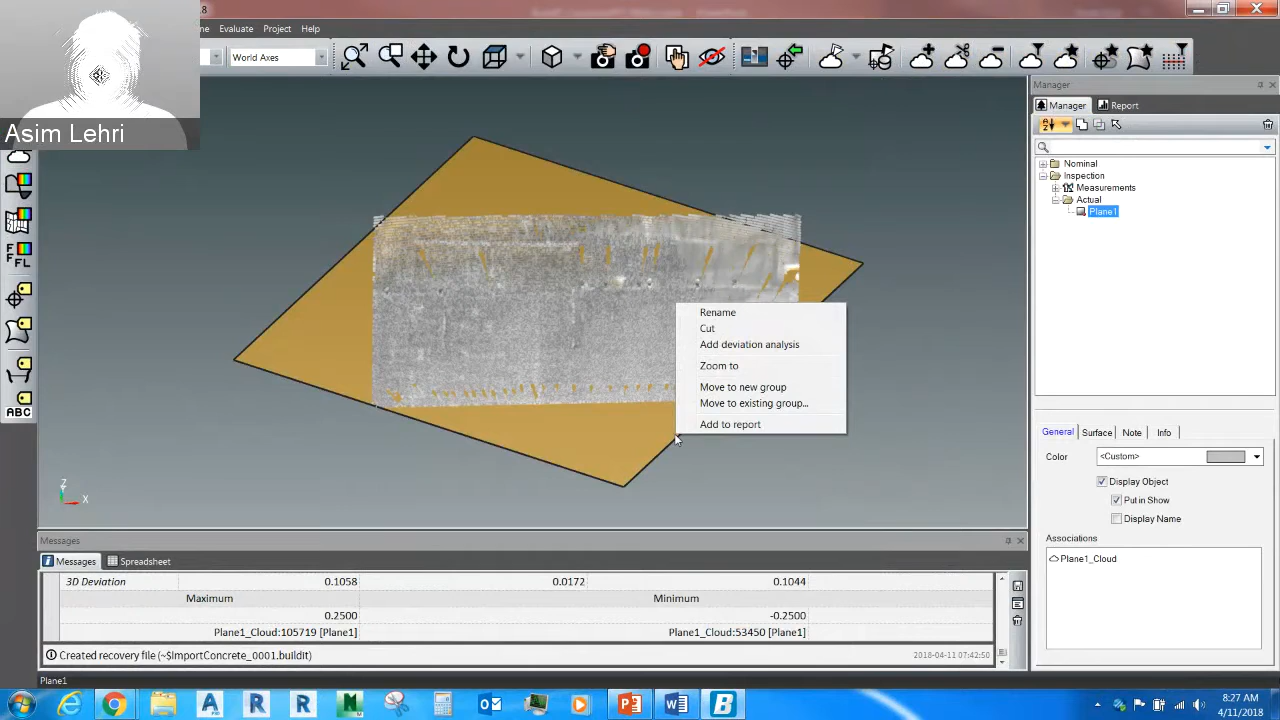 8
Asim Lehri
ne Evaluate Project Help
World Axes
F
FFL
ABC
Manager
Manager Report
Nominal
Inspection
Measurements
Actual
Plane1
Rename
Cut
Add deviation analysis
Zoom to
Move to new group
Move to existing group...
Add to report
Z
X
General Surface Note Info
Color <Custom>
Display Object
Put in Show
Display Name
Associations
Plane1_Cloud
Messages
Messages Spreadsheet
3D Deviation 0.1058 0.0172 0.1044
Maximum Minimum
0.2500 -0.2500
Plane1_Cloud:105719 [Plane1] Plane1_Cloud:53450 [Plane1]
Created recovery file (~$ImportConcrete_0001.buildit) 2018-04-11 07:42:50
Plane1
8:27 AM
4/11/2018